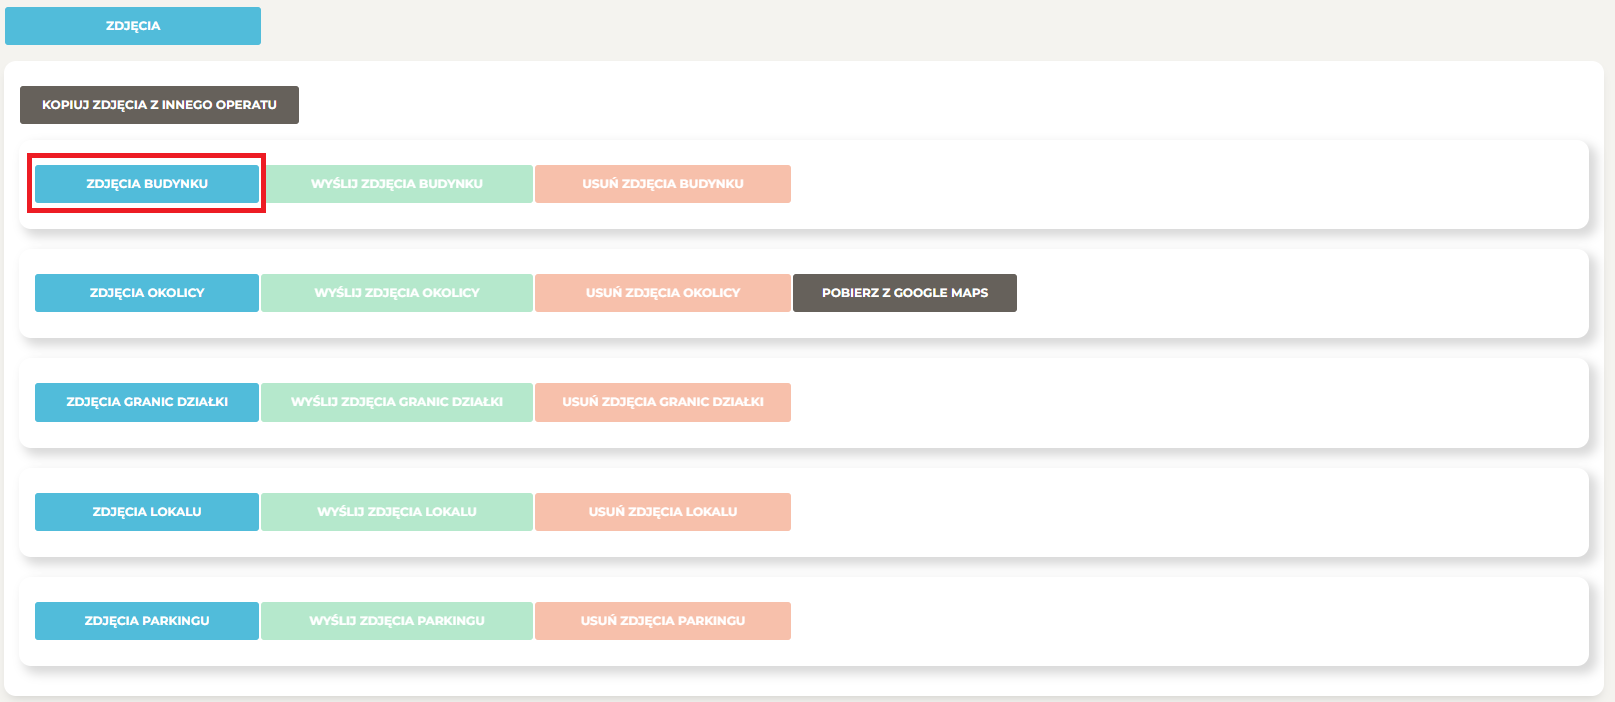 ZDJĘCIA
KOPIUJ ZDJĘCIA Z INNEGO OPERATU
ZDJĘCIA BUDYNKU WYŚLIJ ZDJĘCIA BUDYNKU USUŃ ZDJĘCIA BUDYNKU
ZDJĘCIA OKOLICY WYŚLIJ ZDJĘCIA OKOLICY USUŃ ZDJĘCIA OKOLICY POBIERZ Z GOOGLE MAPS
ZDJĘCIA GRANIC DZIAŁKI WYŚLIJ ZDJĘCIA GRANIC DZIAŁKI USUŃ ZDJĘCIA GRANIC DZIAŁKI
ZDJĘCIA LOKALU WYŚLIJ ZDJĘCIA LOKALU USUŃ ZDJĘCIA LOKALU
ZDJĘCIA PARKINGU WYŚLIJ ZDJĘCIA PARKINGU USUŃ ZDJĘCIA PARKINGU